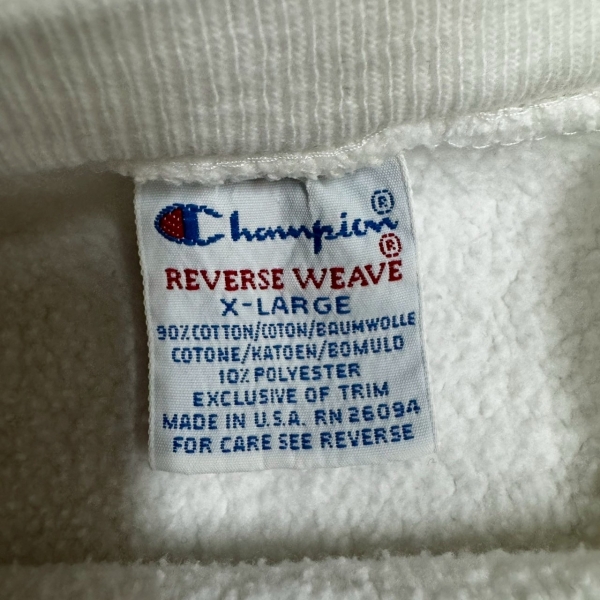 Champion®
REVERSE WEAVE®
X-LARGE
90% COTTON/COTON/BAUMWOLLE
COTONE/KATOEN/BOMULD
10% POLYESTER
EXCLUSIVE OF TRIM
MADE IN U.S.A. RN 26094
FOR CARE SEE REVERSE